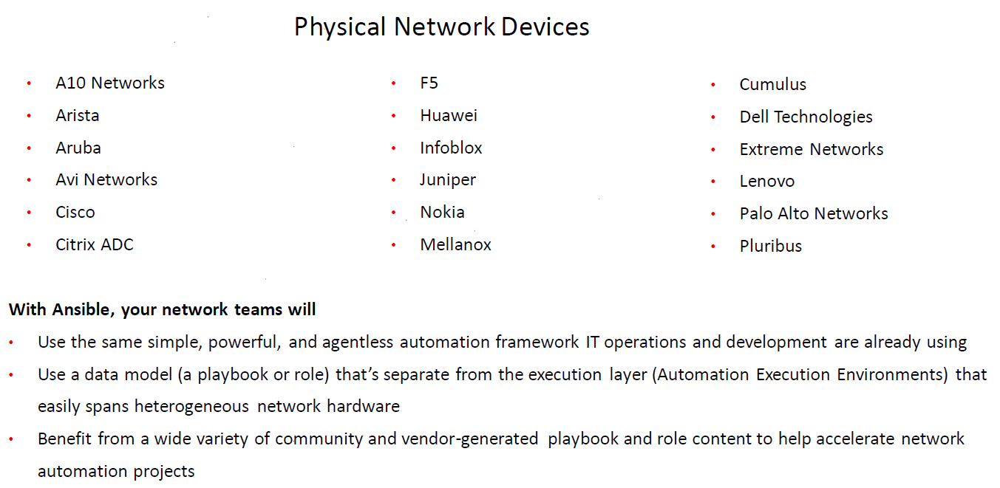 Physical Network Devices
• A10 Networks
• Arista
• Aruba
• Avi Networks
• Cisco
• Citrix ADC
• F5
• Huawei
• Infoblox
• Juniper
• Nokia
• Mellanox
• Cumulus
• Dell Technologies
• Extreme Networks
• Lenovo
• Palo Alto Networks
• Pluribus
With Ansible, your network teams will
• Use the same simple, powerful, and agentless automation framework IT operations and development are already using
• Use a data model (a playbook or role) that’s separate from the execution layer (Automation Execution Environments) that
easily spans heterogeneous network hardware
• Benefit from a wide variety of community and vendor-generated playbook and role content to help accelerate network
automation projects